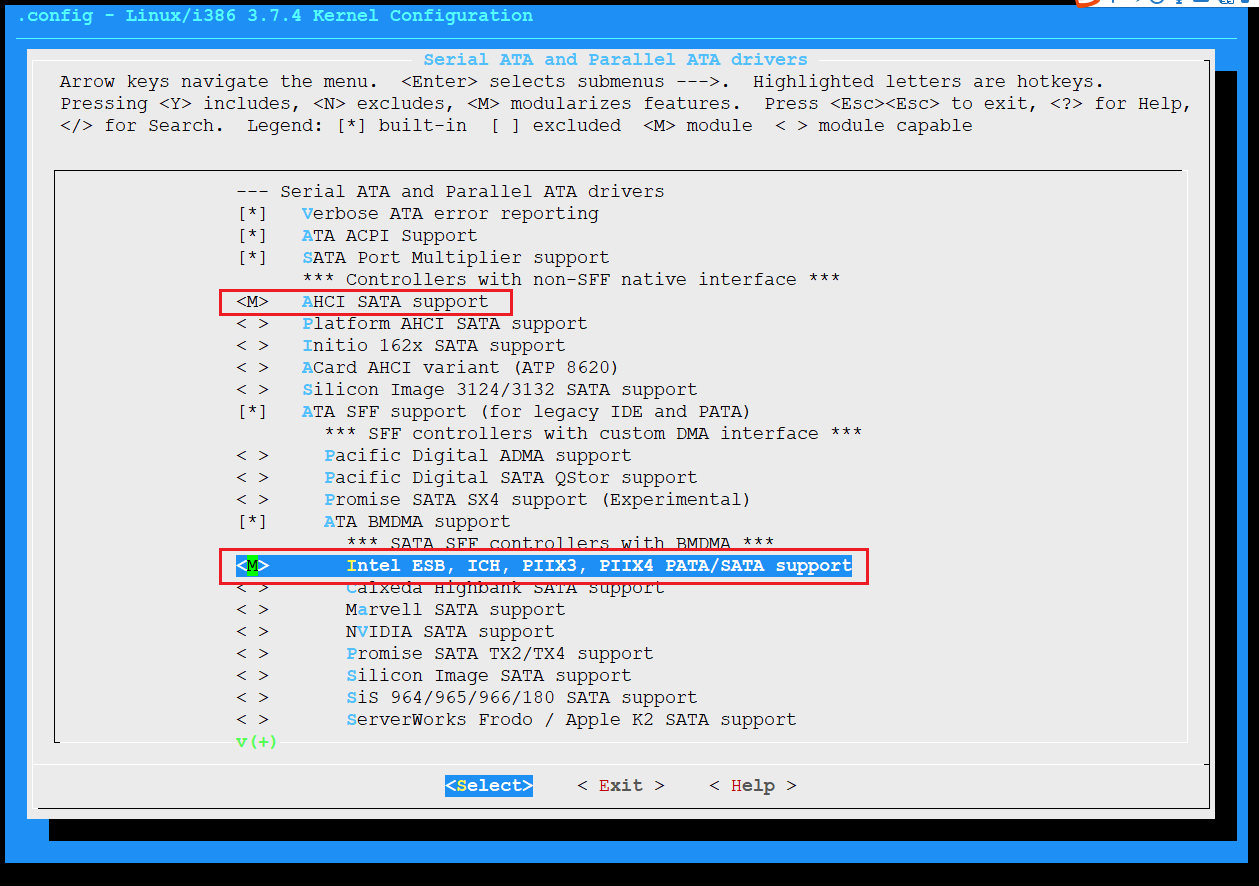 .config - Linux/i386 3.7.4 Kernel Configuration
Serial ATA and Parallel ATA drivers
Arrow keys navigate the menu.  <Enter> selects submenus --->.  Highlighted letters are hotkeys.
Pressing <Y> includes, <N> excludes, <M> modularizes features.  Press <Esc><Esc> to exit, <?> for Help,
</> for Search.  Legend: [*] built-in  [ ] excluded  <M> module  < > module capable
--- Serial ATA and Parallel ATA drivers
[*]   Verbose ATA error reporting
[*]   ATA ACPI Support
[*]   SATA Port Multiplier support
*** Controllers with non-SFF native interface ***
<M>   AHCI SATA support
< >   Platform AHCI SATA support
< >   Initio 162x SATA support
< >   ACard AHCI variant (ATP 8620)
< >   Silicon Image 3124/3132 SATA support
[*]   ATA SFF support (for legacy IDE and PATA)
*** SFF controllers with custom DMA interface ***
< >     Pacific Digital ADMA support
< >     Pacific Digital SATA QStor support
< >     Promise SATA SX4 support (Experimental)
[*]     ATA BMDMA support
*** SATA SFF controllers with BMDMA ***
<M>       Intel ESB, ICH, PIIX3, PIIX4 PATA/SATA support
< >       Calxeda Highbank SATA support
< >       Marvell SATA support
< >       NVIDIA SATA support
< >       Promise SATA TX2/TX4 support
< >       Silicon Image SATA support
< >       SiS 964/965/966/180 SATA support
< >       ServerWorks Frodo / Apple K2 SATA support
v(+)
<Select>    < Exit >    < Help >